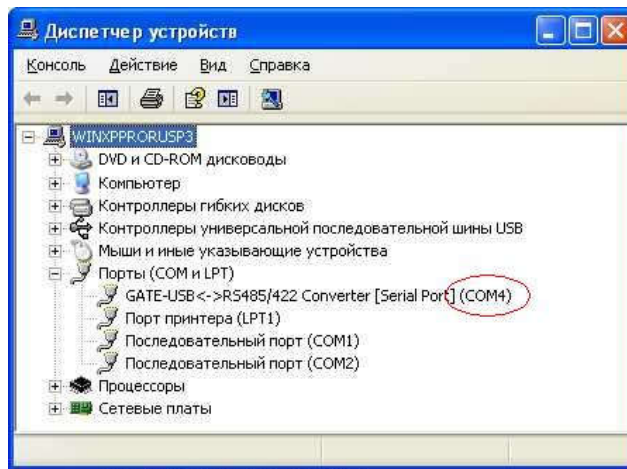 Диспетчер устройств
Консоль Действие Вид Справка
WINXPPRORUSP3
DVD и CD-ROM дисководы
Компьютер
Контроллеры гибких дисков
Контроллеры универсальной последовательной шины USB
Мыши и иные указывающие устройства
Порты (COM и LPT)
GATE-USB<->RS485/422 Converter [Serial Port] (COM4)
Порт принтера (LPT1)
Последовательный порт (COM1)
Последовательный порт (COM2)
Процессоры
Сетевые платы